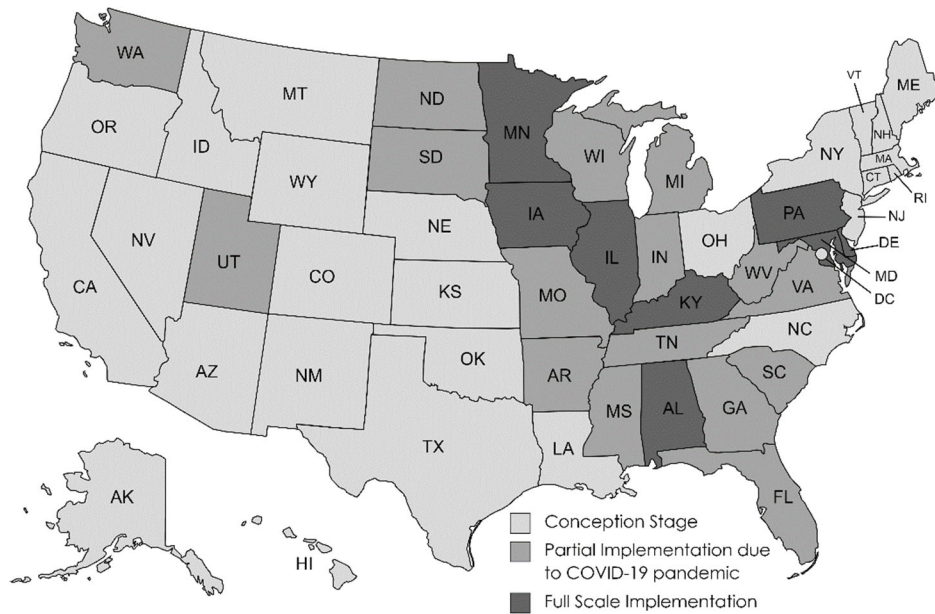 WA
MT
ND
MN
VT
ME
OR
ID
SD
WI
NH
NY
MA
MI
CT
WY
RI
IA
PA
NE
NJ
NV
OH
IL
IN
DE
UT
CO
WV
MD
CA
KS
MO
VA
DC
KY
NC
TN
OK
AZ
NM
AR
SC
MS
AL
GA
TX
LA
AK
FL
HI
Conception Stage
Partial Implementation due
to COVID-19 pandemic
Full Scale Implementation